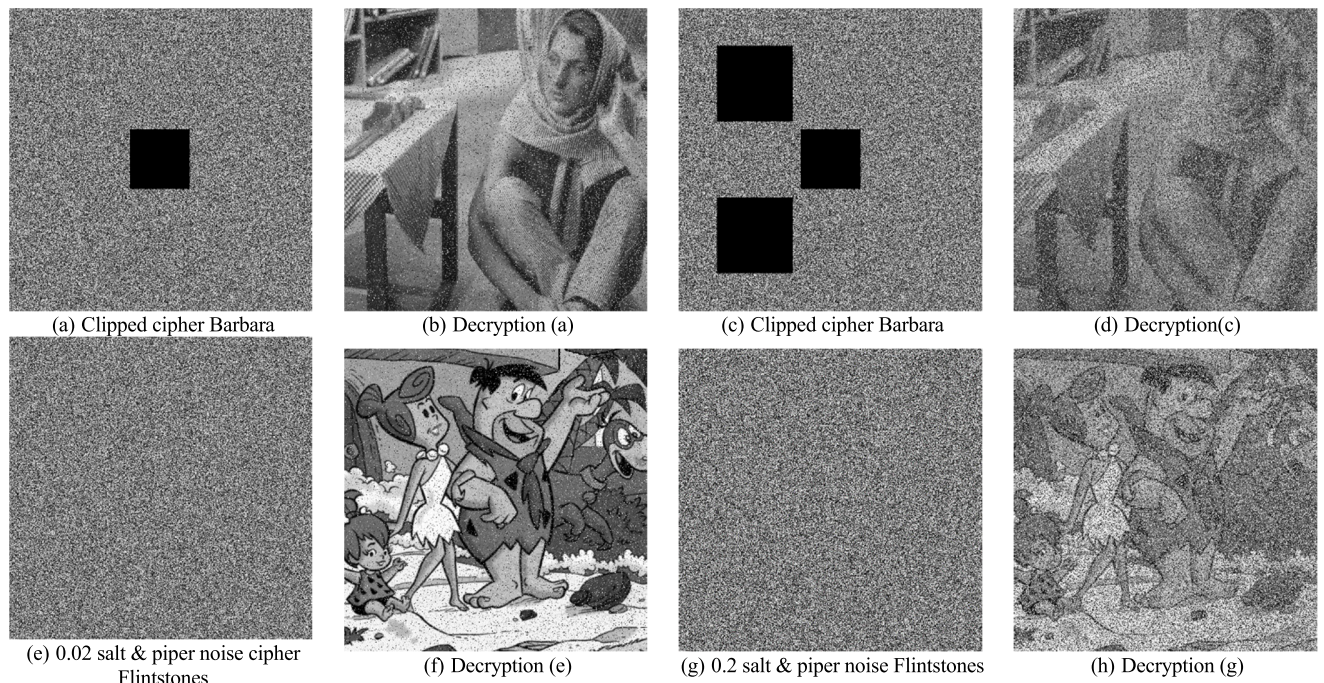 (a) Clipped cipher Barbara
(b) Decryption (a)
(c) Clipped cipher Barbara
(d) Decryption(c)
(e) 0.02 salt & piper noise cipher
Flintstones
(f) Decryption (e)
(g) 0.2 salt & piper noise Flintstones
(h) Decryption (g)